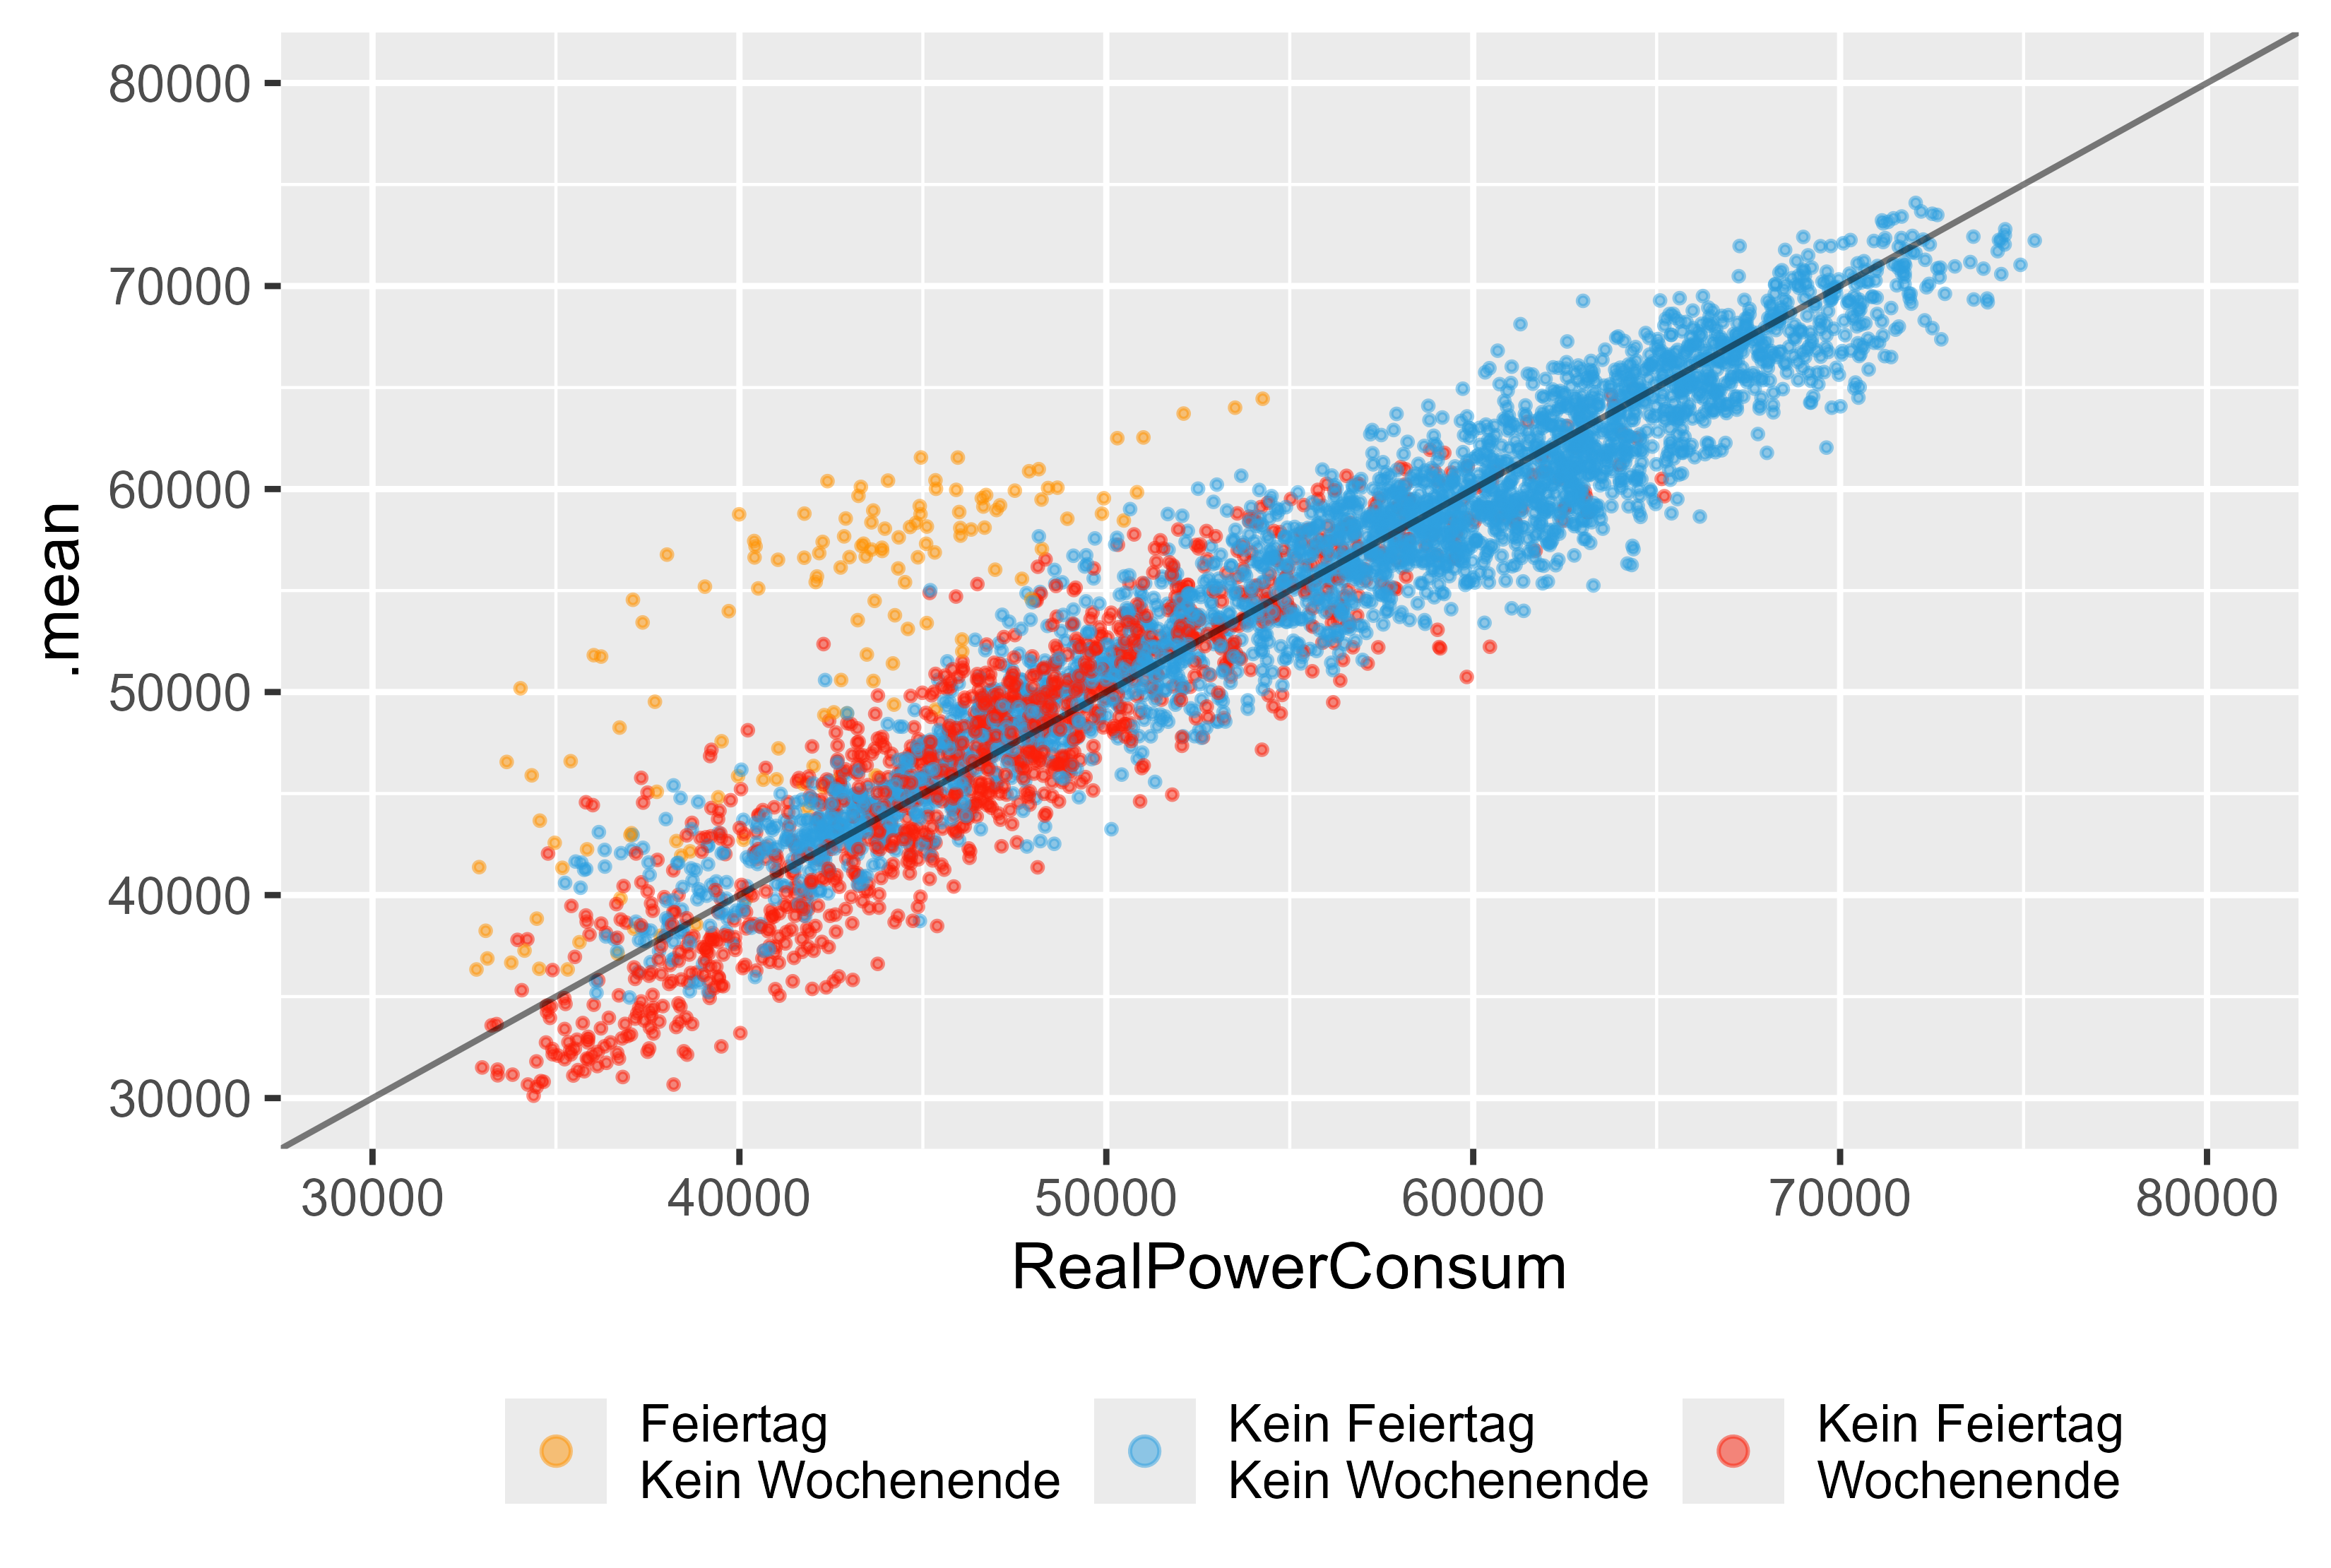 80000
70000
60000
50000
40000
30000
.mean
30000 40000 50000 60000 70000 80000
RealPowerConsum
Feiertag
Kein Wochenende
Kein Feiertag
Kein Wochenende
Kein Feiertag
Wochenende